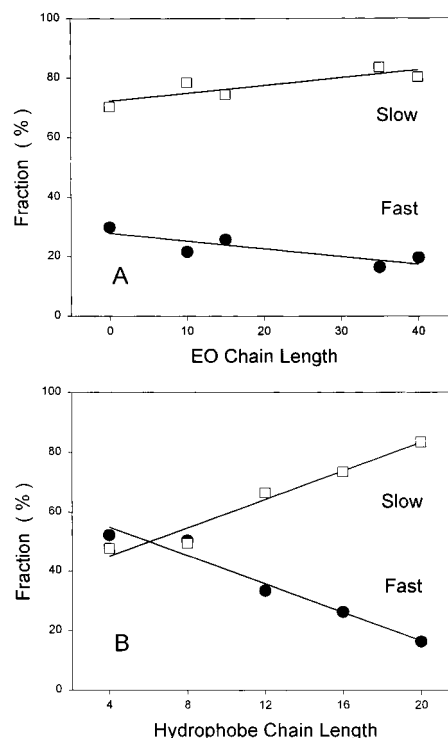 100
80
60
40
20
0
Fraction ( % )
Slow
Fast
A
0 10 20 30 40
EO Chain Length
100
80
60
40
20
0
Fraction ( % )
Slow
Fast
B
4 8 12 16 20
Hydrophobe Chain Length